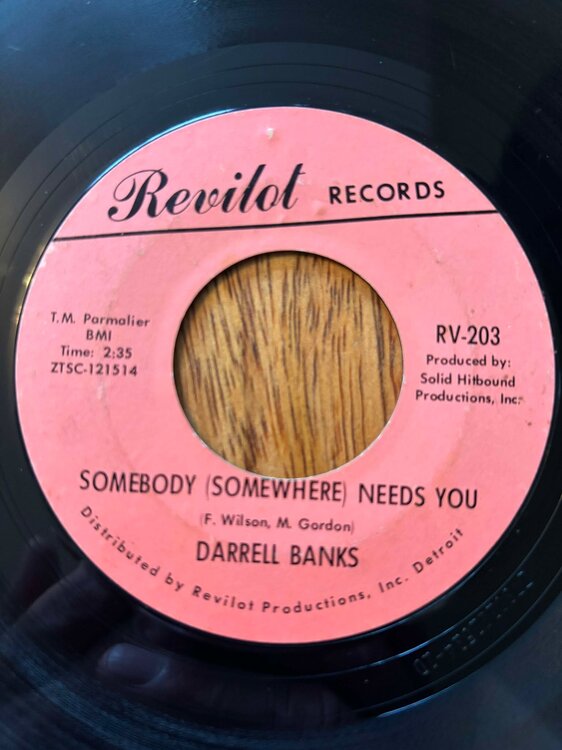 Revilot RECORDS
T.M. Parmalier
BMI
Time: 2:35
ZTSC-121514
RV-203
Produced by:
Solid Hitbound
Productions, Inc.
SOMEBODY (SOMEWHERE) NEEDS YOU
(F. Wilson, M. Gordon)
DARRELL BANKS
Distributed by Revilot Productions, Inc. Detroit